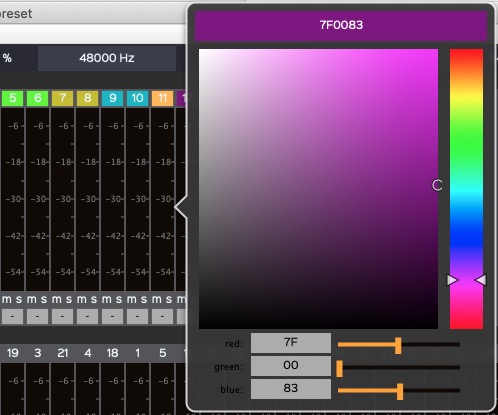 preset
7F0083
% 48000 Hz
5 6 7 8 9 10 11
-6 -6 -6 -6 -6 -6 -6
-18 -18 -18 -18 -18 -18 -18
-30 -30 -30 -30 -30 -30 -30
-42 -42 -42 -42 -42 -42 -42
-54 -54 -54 -54 -54 -54 -54
m s m s m s m s m s m s m s m
- - - - - - -
red: 7F
19 3 21 4 18 1 5 1
green: 00
-6 -6 -6 -6 -6 -6 -6
blue: 83